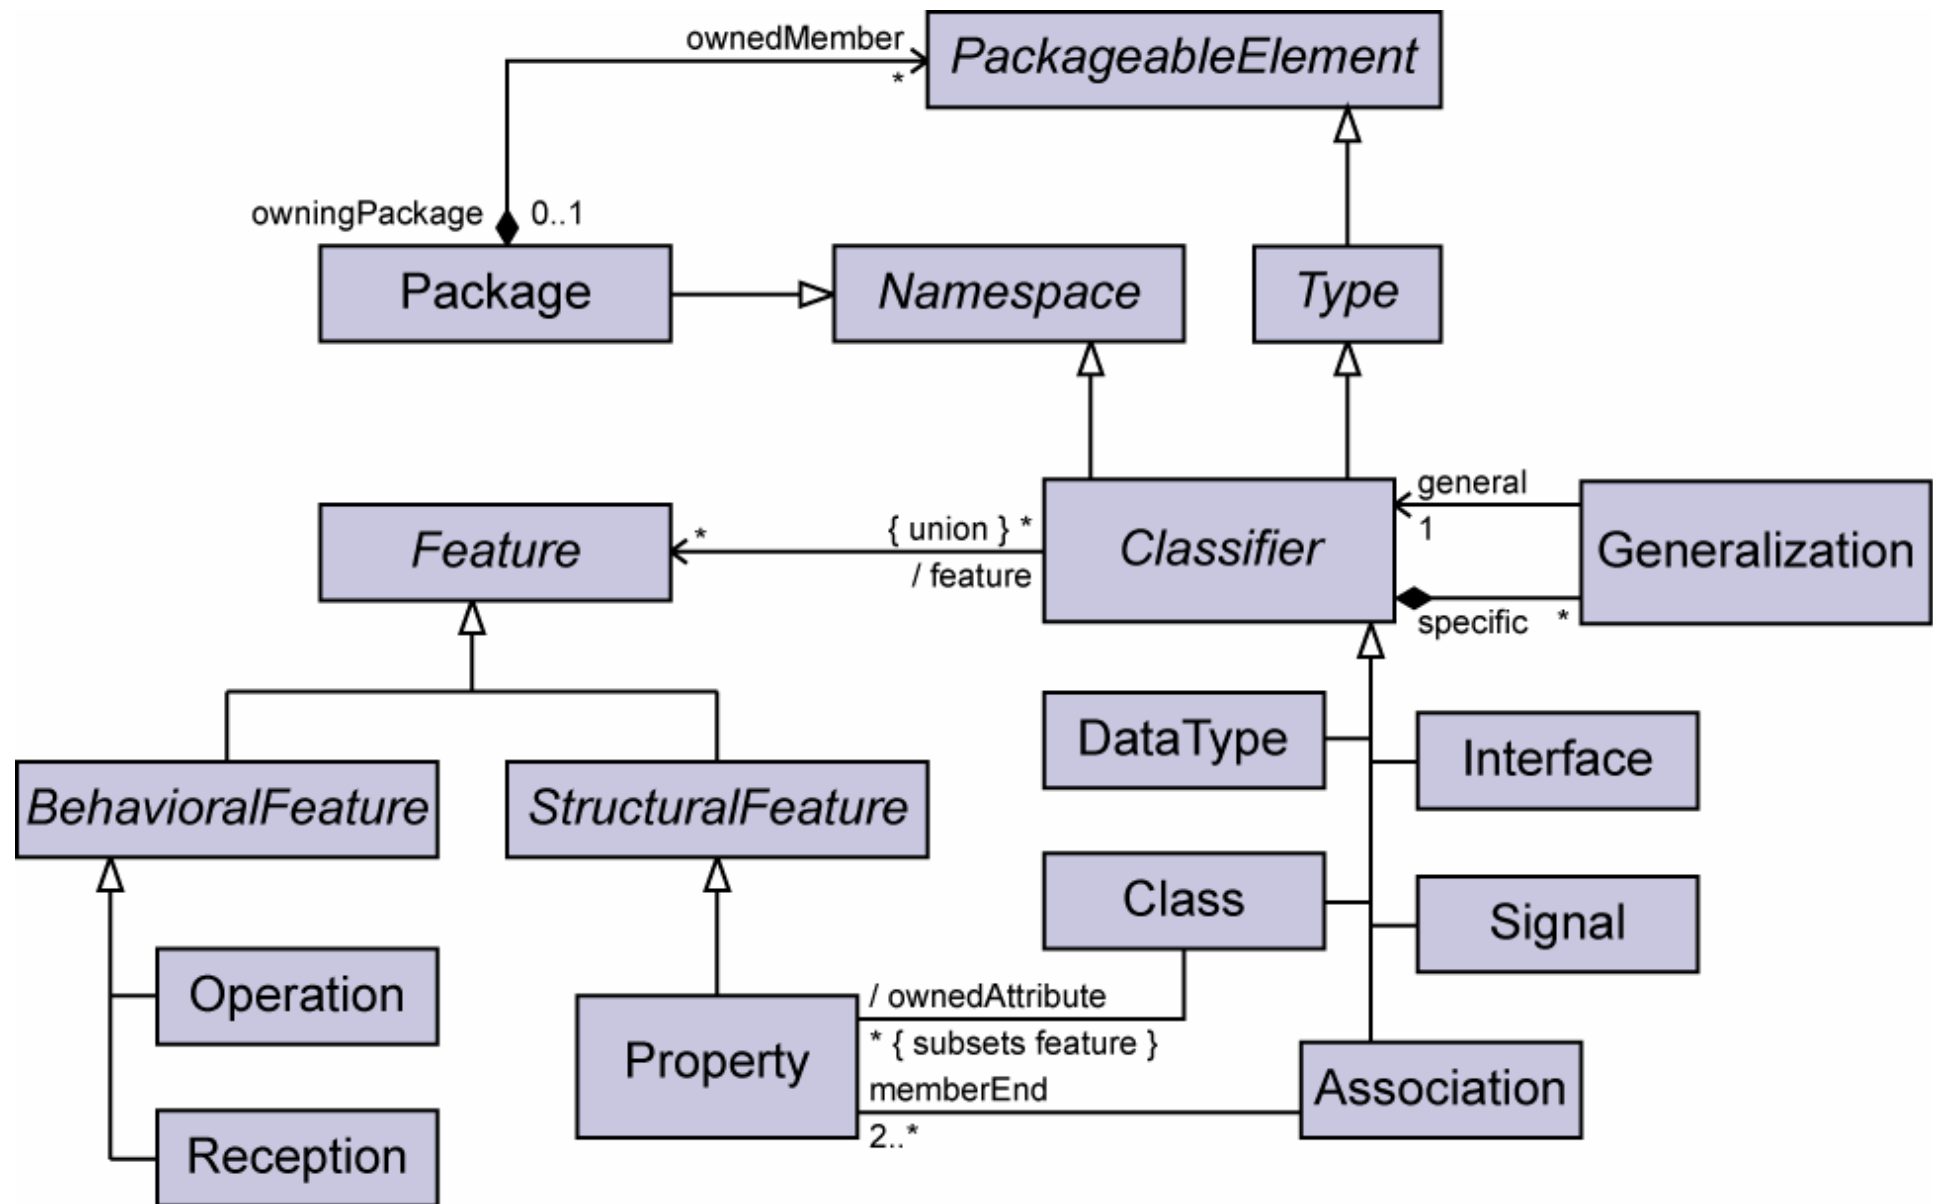 ownedMember
*
PackageableElement
owningPackage
0..1
Package
Namespace
Type
Feature
*
{ union } *
/ feature
Classifier
general
1
specific
*
Generalization
BehavioralFeature
StructuralFeature
DataType
Interface
Class
Signal
Operation
Reception
Property
/ ownedAttribute
* { subsets feature }
memberEnd
2..*
Association